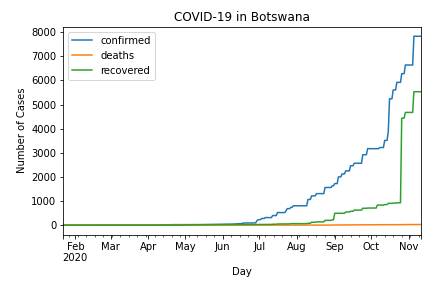 COVID-19 in Botswana
confirmed
deaths
recovered
Number of Cases
8000
7000
6000
5000
4000
3000
2000
1000
0
Feb Mar Apr May Jun Jul Aug Sep Oct Nov
2020
Day